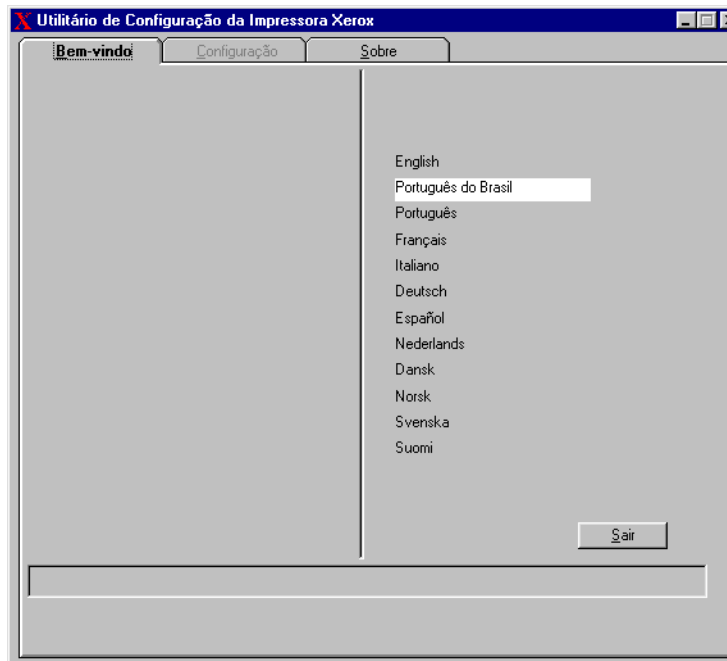 Utilitário de Configuração da Impressora Xerox
Bem-vindo
Configuração
Sobre
English
Português do Brasil
Português
Français
Italiano
Deutsch
Español
Nederlands
Dansk
Norsk
Svenska
Suomi
Sair